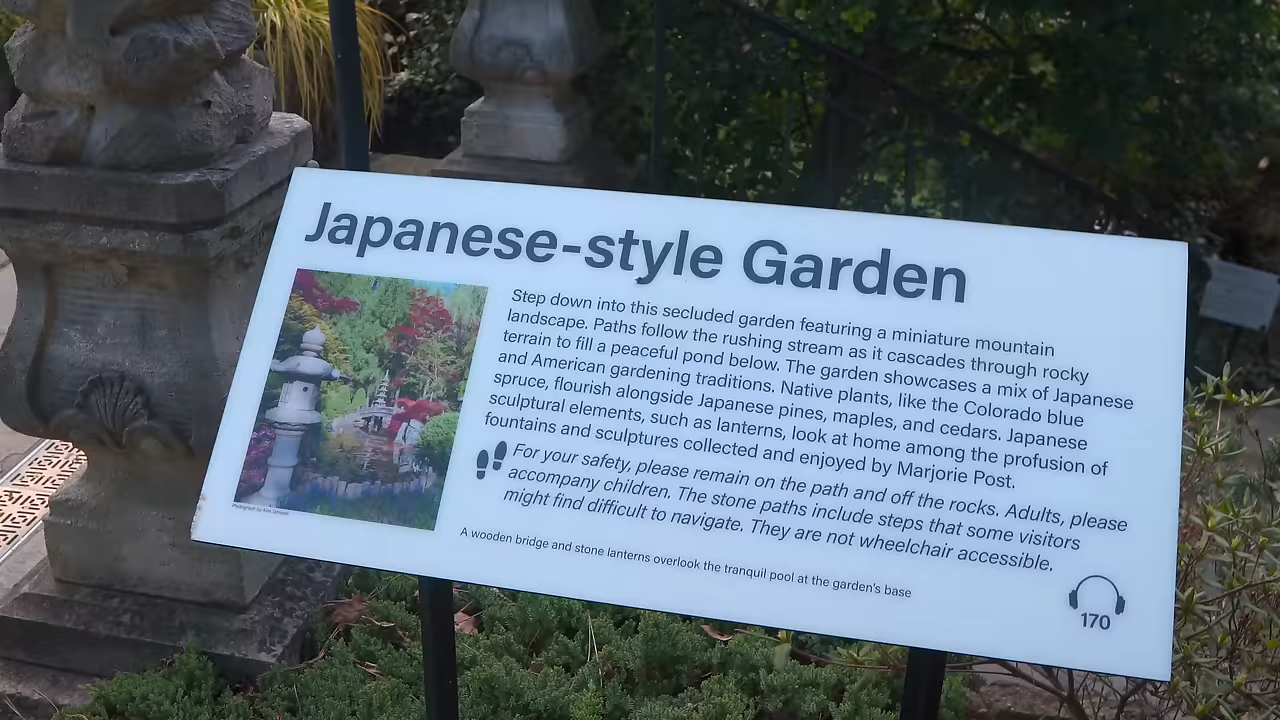 Japanese-style Garden
Step down into this secluded garden featuring a miniature mountain
landscape. Paths follow the rushing stream as it cascades through rocky
terrain to fill a peaceful pond below. The garden showcases a mix of Japanese
and American gardening traditions. Native plants, like the Colorado blue
spruce, flourish alongside Japanese pines, maples, and cedars. Japanese
sculptural elements, such as lanterns, look at home among the profusion of
fountains and sculptures collected and enjoyed by Marjorie Post.
For your safety, please remain on the path and off the rocks. Adults, please
accompany children. The stone paths include steps that some visitors
might find difficult to navigate. They are not wheelchair accessible.
Photograph by
A wooden bridge and stone lanterns overlook the tranquil pool at the garden's base
170